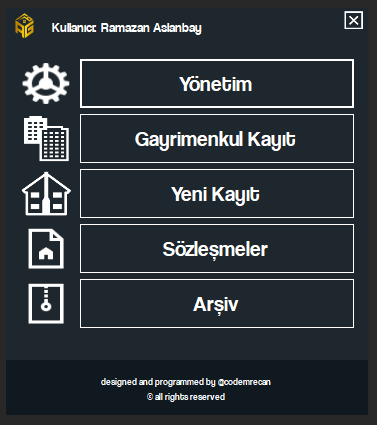 Kullanıcı: Ramazan Aslanbay
Yönetim
Gayrimenkul Kayıt
Yeni Kayıt
Sözleşmeler
Arşiv
designed and programmed by @codemrecan
© all rights reserved